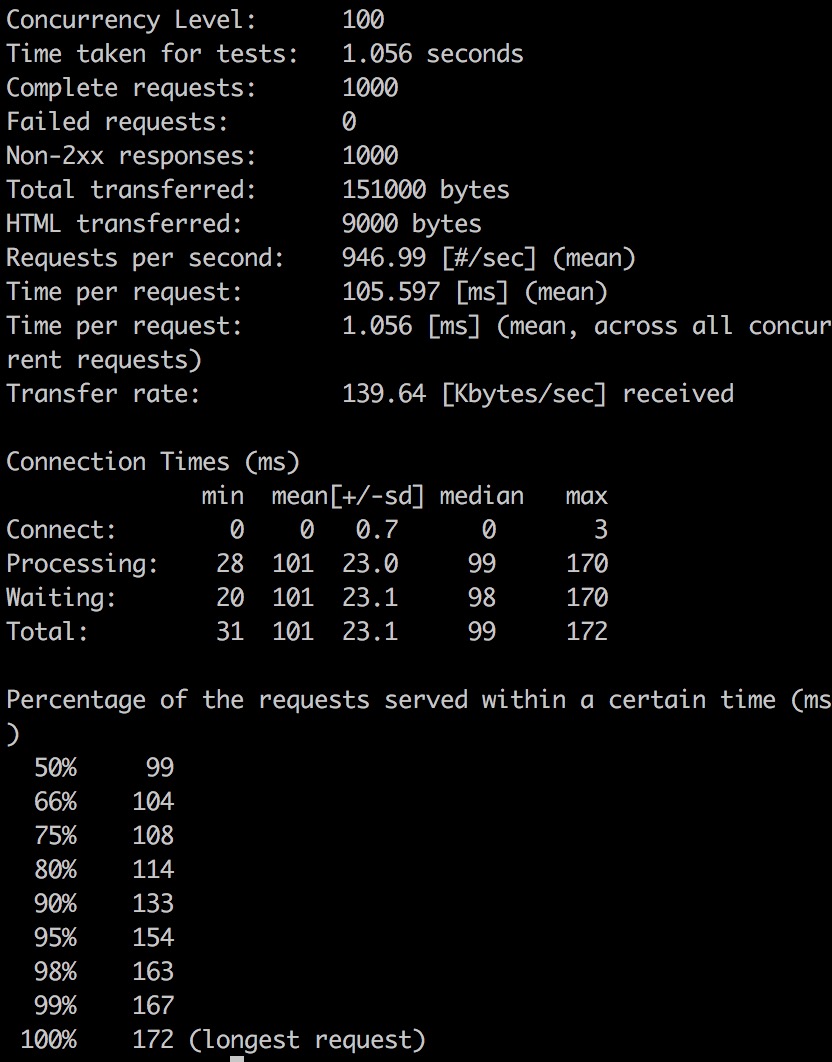 Concurrency Level:      100
Time taken for tests:   1.056 seconds
Complete requests:      1000
Failed requests:        0
Non-2xx responses:      1000
Total transferred:      151000 bytes
HTML transferred:       9000 bytes
Requests per second:    946.99 [#/sec] (mean)
Time per request:       105.597 [ms] (mean)
Time per request:       1.056 [ms] (mean, across all concur
rent requests)
Transfer rate:          139.64 [Kbytes/sec] received

Connection Times (ms)
              min  mean[+/-sd] median   max
Connect:        0    0   0.7      0       3
Processing:    28  101  23.0     99     170
Waiting:       20  101  23.1     98     170
Total:         31  101  23.1     99     172

Percentage of the requests served within a certain time (ms
)
  50%     99
  66%    104
  75%    108
  80%    114
  90%    133
  95%    154
  98%    163
  99%    167
 100%    172 (longest request)